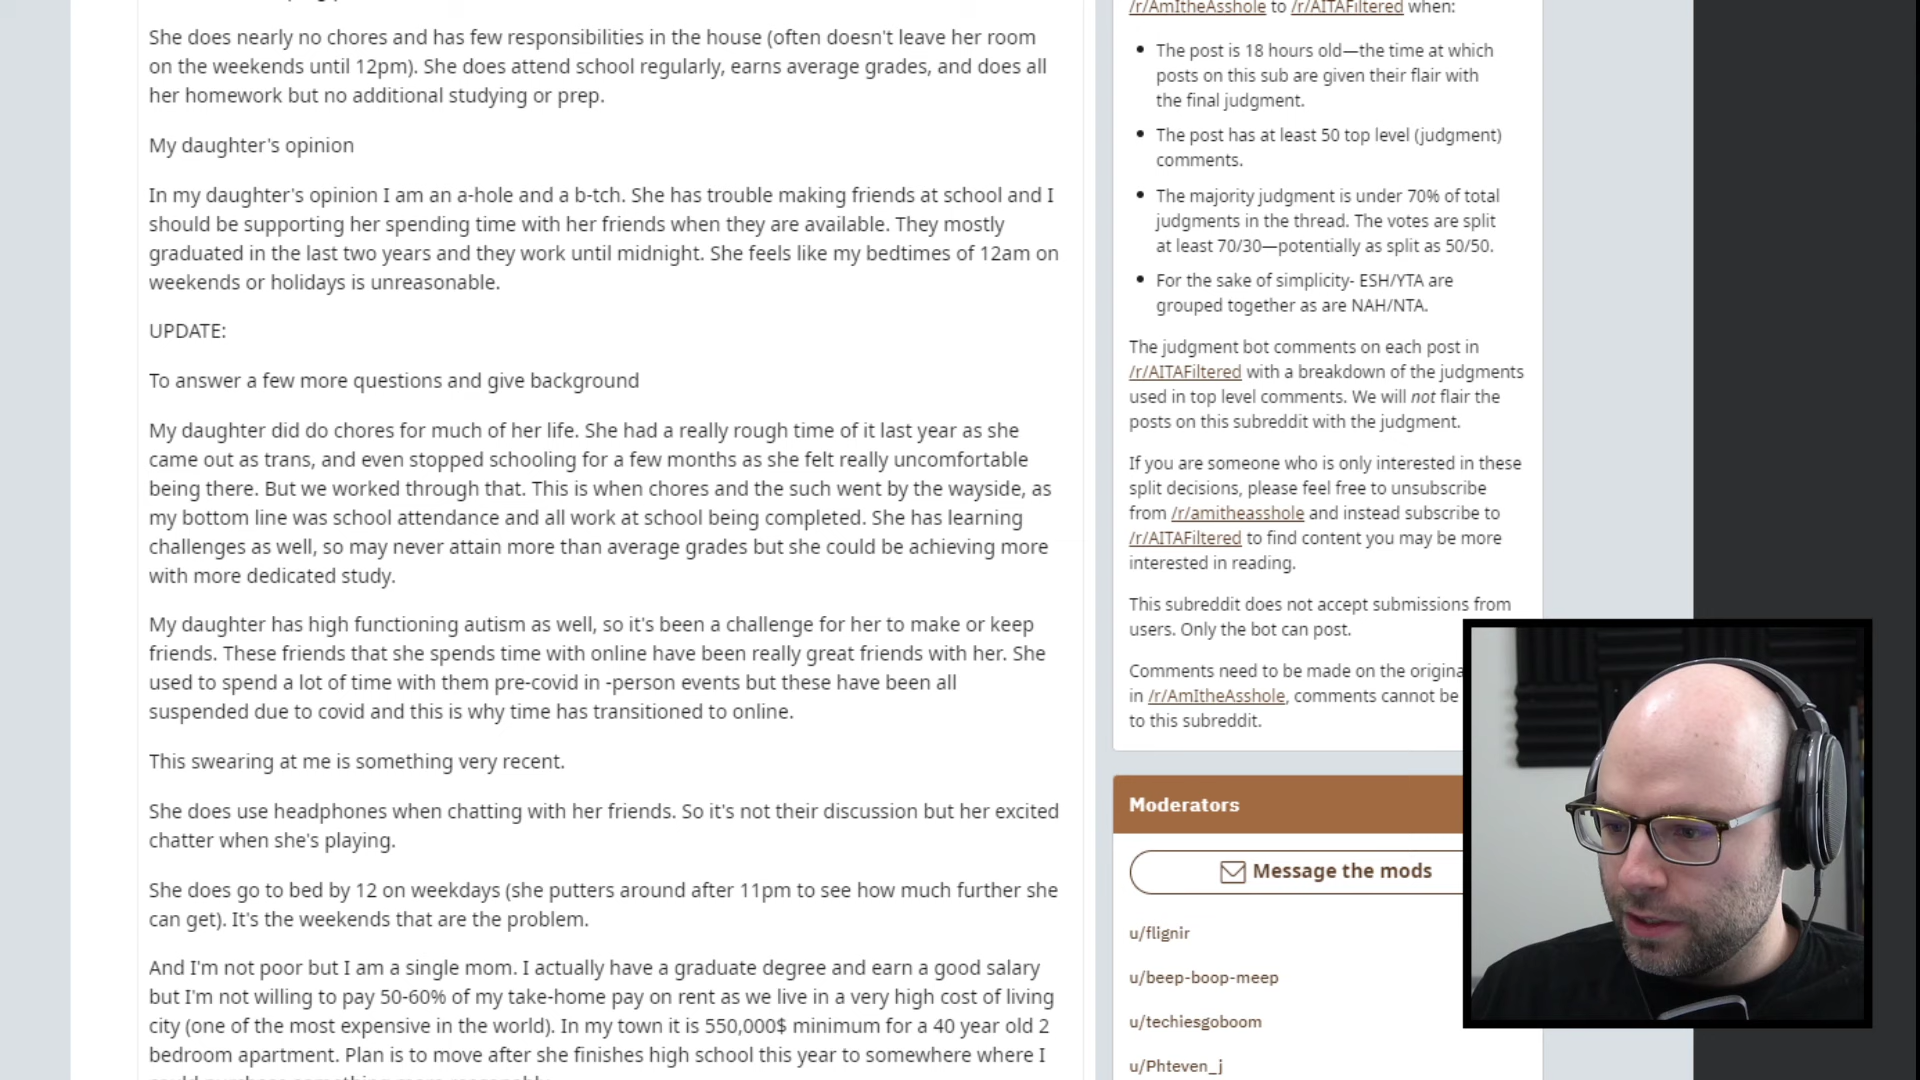 She does nearly no chores and has few responsibilities in the house (often doesn't leave her room
on the weekends until 12pm). She does attend school regularly, earns average grades, and does all
her homework but no additional studying or prep.
My daughter's opinion
In my daughter's opinion I am an a-hole and a b-tch. She has trouble making friends at school and I
should be supporting her spending time with her friends when they are available. They mostly
graduated in the last two years and they work until midnight. She feels like my bedtimes of 12am on
weekends or holidays is unreasonable.
UPDATE:
To answer a few more questions and give background
My daughter did do chores for much of her life. She had a really rough time of it last year as she
came out as trans, and even stopped schooling for a few months as she felt really uncomfortable
being there. But we worked through that. This is when chores and the such went by the wayside, as
my bottom line was school attendance and all work at school being completed. She has learning
challenges as well, so may never attain more than average grades but she could be achieving more
with more dedicated study.
My daughter has high functioning autism as well, so it's been a challenge for her to make or keep
friends. These friends that she spends time with online have been really great friends with her. She
used to spend a lot of time with them pre-covid in -person events but these have been all
suspended due to covid and this is why time has transitioned to online.
This swearing at me is something very recent.
She does use headphones when chatting with her friends. So it's not their discussion but her excited
chatter when she's playing.
She does go to bed by 12 on weekdays (she putters around after 11pm to see how much further she
can get). It's the weekends that are the problem.
And I'm not poor but I am a single mom. I actually have a graduate degree and earn a good salary
but I'm not willing to pay 50-60% of my take-home pay on rent as we live in a very high cost of living
city (one of the most expensive in the world). In my town it is 550,000$ minimum for a 40 year old 2
bedroom apartment. Plan is to move after she finishes high school this year to somewhere where I
/r/AmItheAsshole to /r/AITAFiltered when:
The post is 18 hours old—the time at which
posts on this sub are given their flair with
the final judgment.
The post has at least 50 top level (judgment)
comments.
The majority judgment is under 70% of total
judgments in the thread. The votes are split
at least 70/30—potentially as split as 50/50.
For the sake of simplicity- ESH/YTA are
grouped together as are NAH/NTA.
The judgment bot comments on each post in
/r/AITAFiltered with a breakdown of the judgments
used in top level comments. We will not flair the
posts on this subreddit with the judgment.
If you are someone who is only interested in these
split decisions, please feel free to unsubscribe
from /r/amitheasshole and instead subscribe to
/r/AITAFiltered to find content you may be more
interested in reading.
This subreddit does not accept submissions from
users. Only the bot can post.
Comments need to be made on the origina
in /r/AmItheAsshole, comments cannot be
to this subreddit.
Moderators
Message the mods
u/flignir
u/beep-boop-meep
u/techiesgoboom
u/Phteven_j